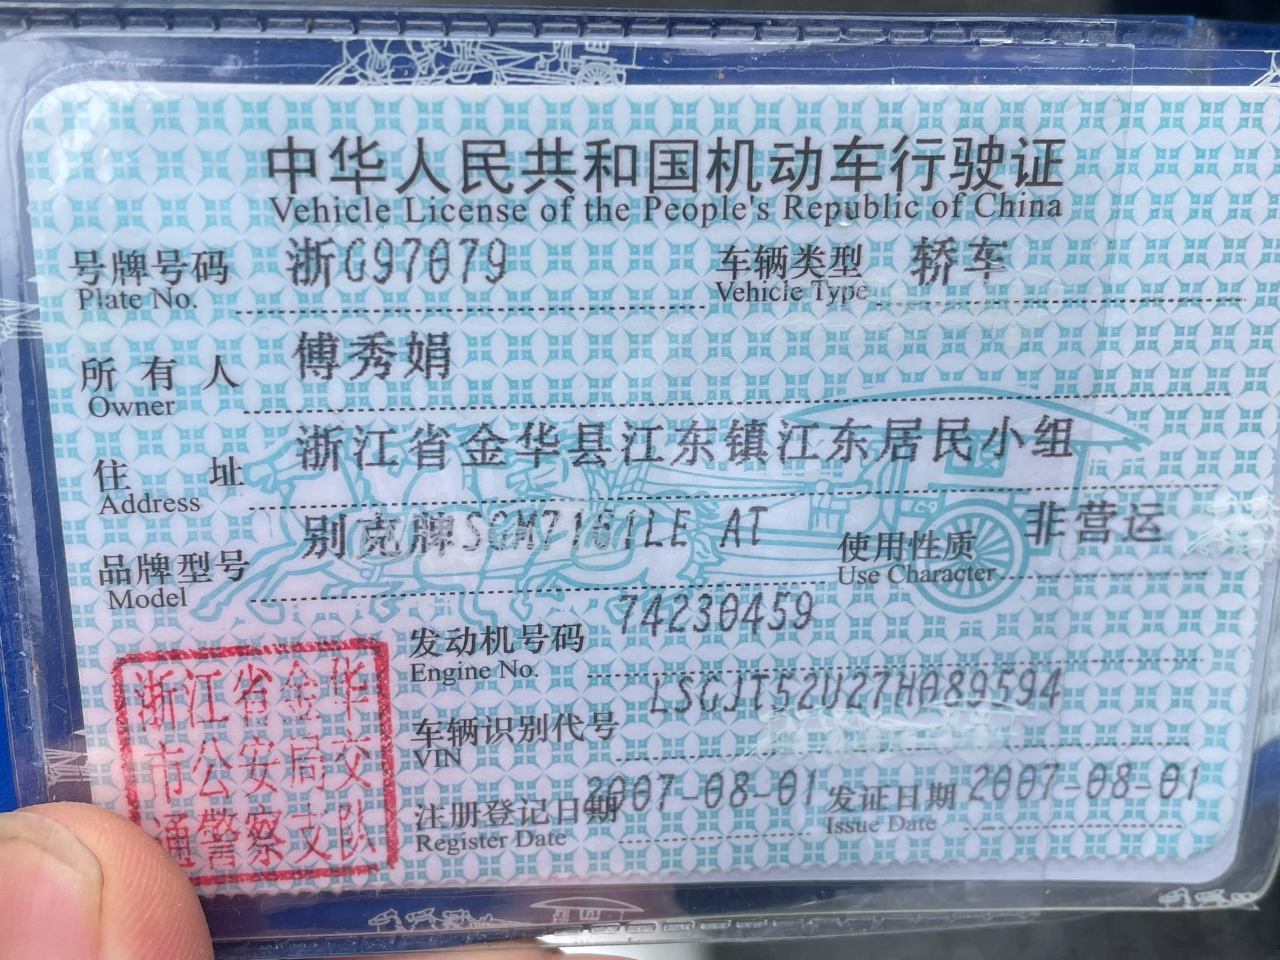 中华人民共和国机动车行驶证
Vehicle License of the People's Republic of China
号牌号码 浙G97079 车辆类型 轿车
Plate No. Vehicle Type
所有人 傅秀娟
Owner
住址 浙江省金华县江东镇江东居民小组
Address
品牌型号 别克牌SGM7161LE AT 使用性质 非营运
Model Use Character
发动机号码 74230459
Engine No.
车辆识别代号 LSGJT52U27H089594
VIN
注册登记日期 2007-08-01 发证日期 2007-08-01
Register Date Issue Date
浙江省金华
市公安局交
通警察支队